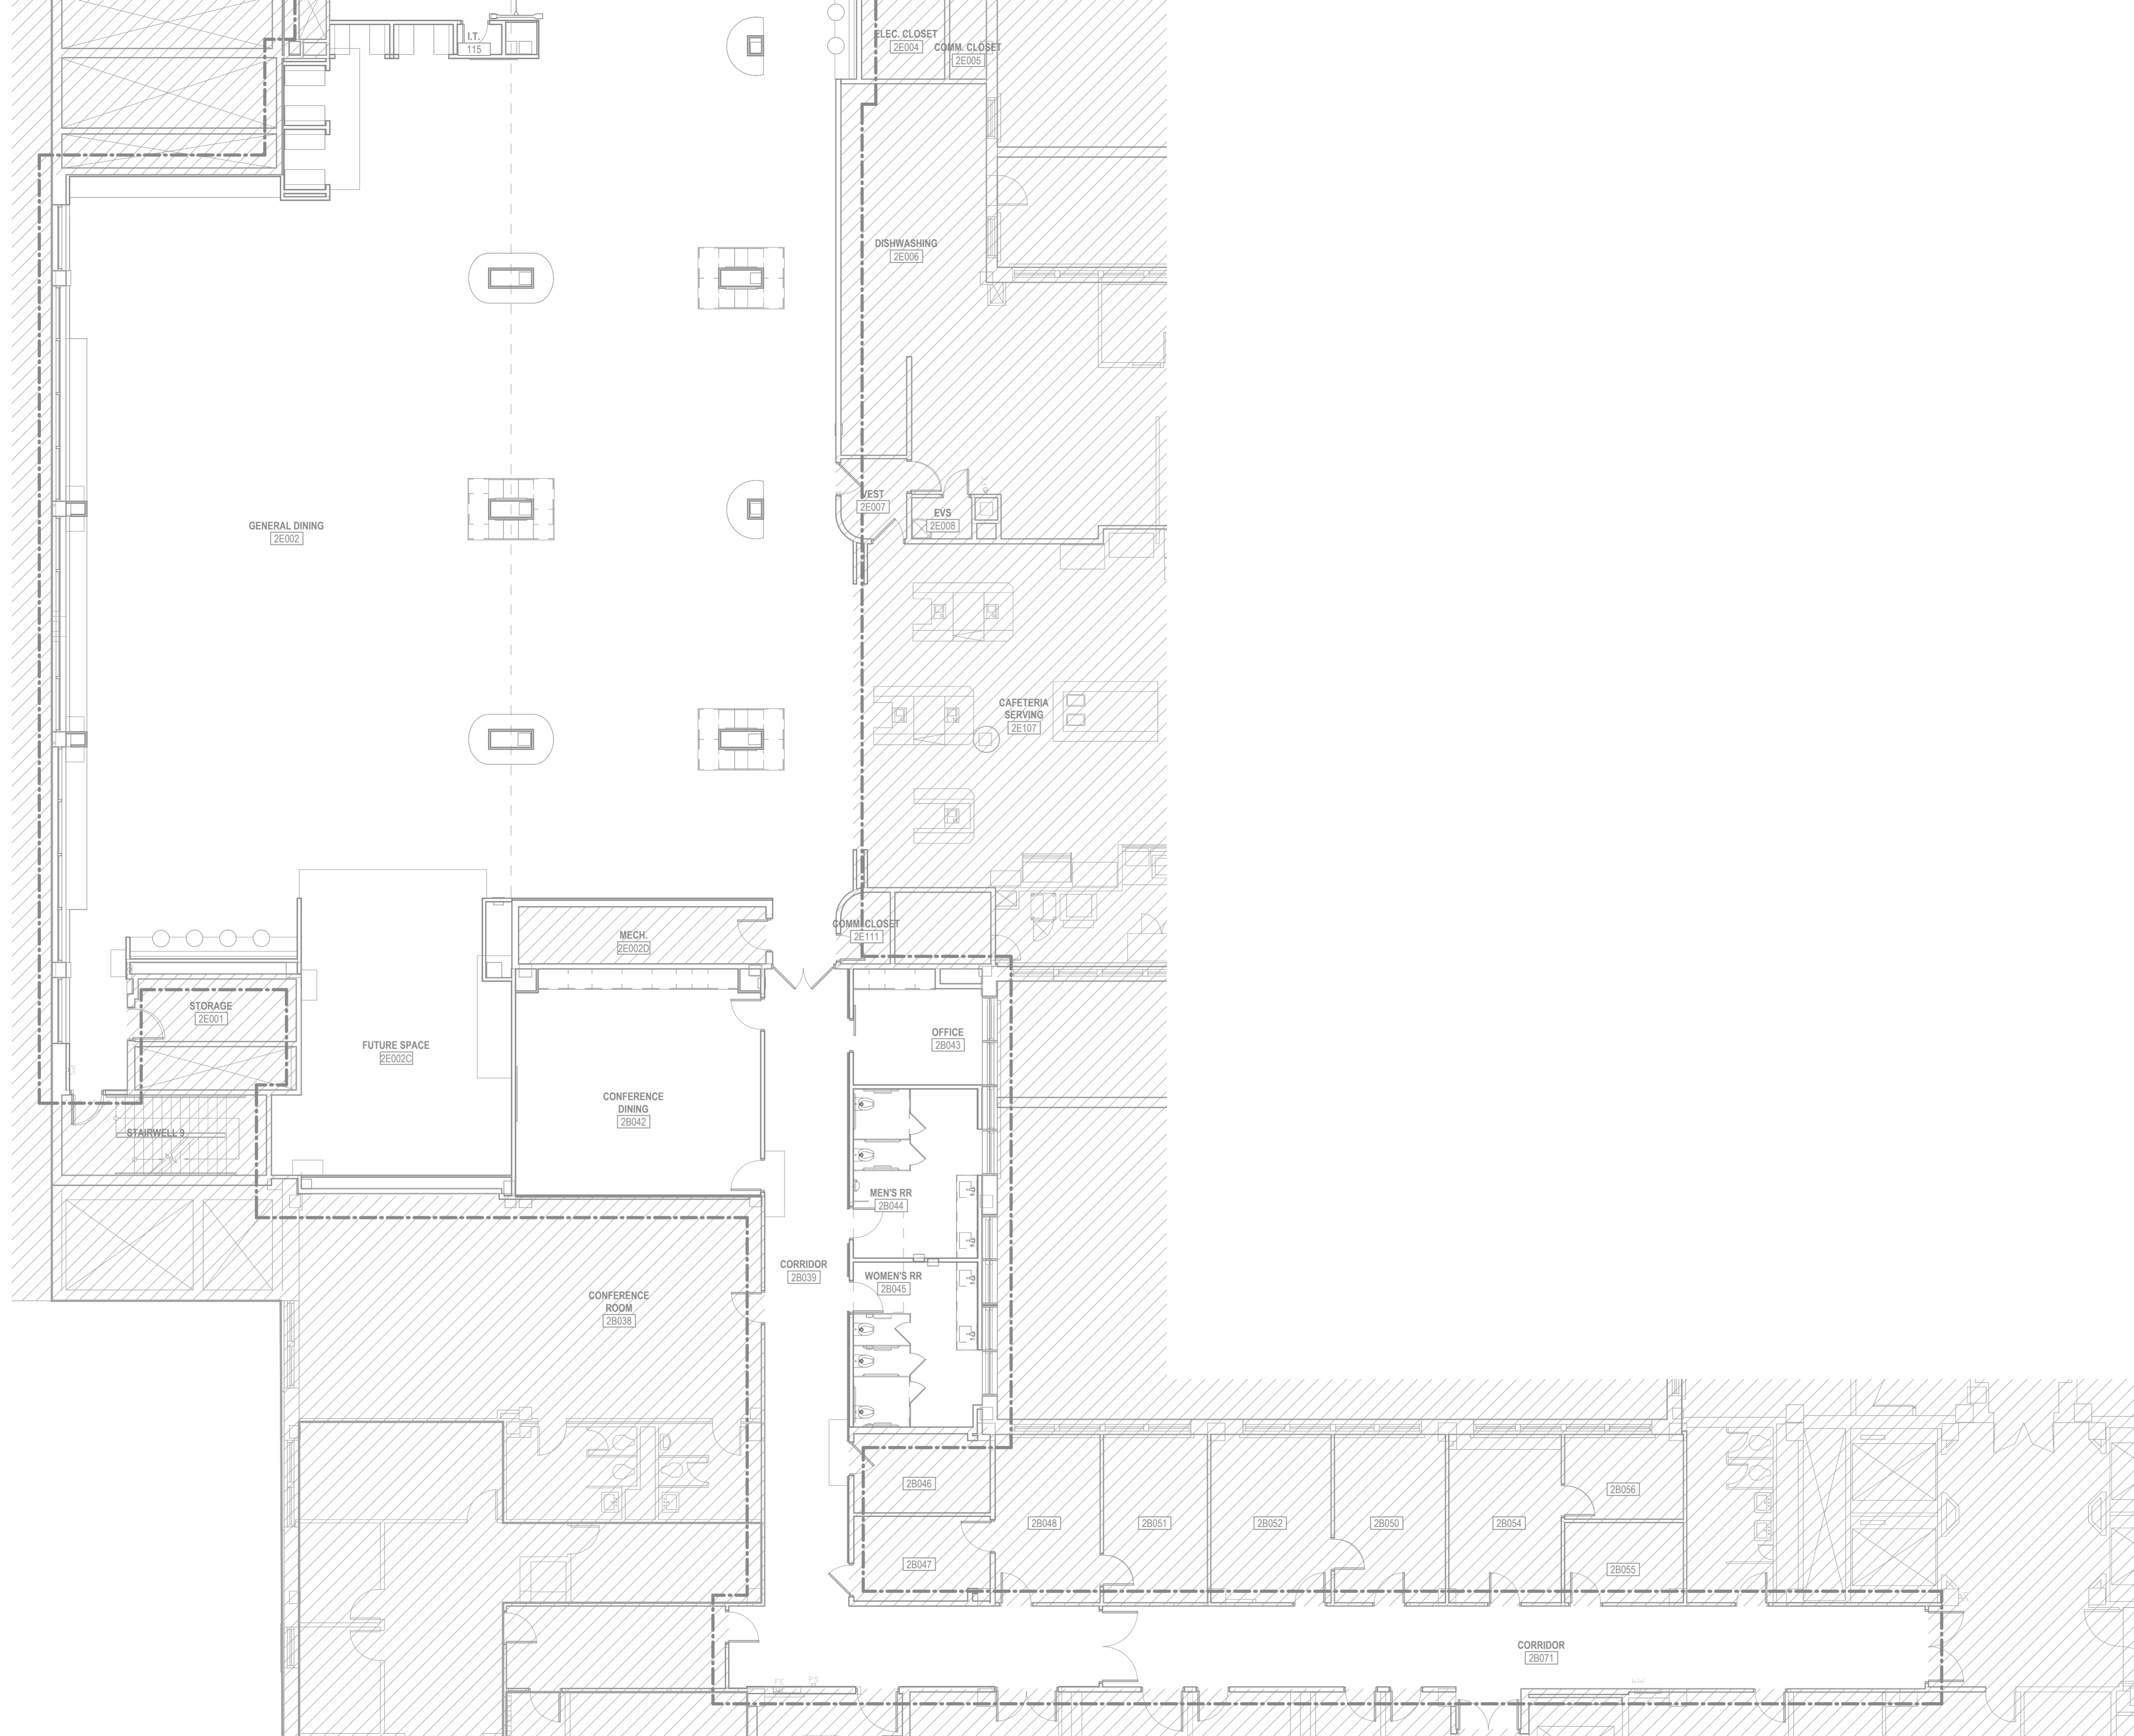 I.T.
115
ELEC. CLOSET
2E004
COMM. CLOSET
2E005
DISHWASHING
2E006
VEST
2E007
EVS
2E008
GENERAL DINING
2E002
CAFETERIA
SERVING
2E107
COMM. CLOSET
2E111
MECH.
2E002D
STORAGE
2E001
FUTURE SPACE
2E002C
OFFICE
2B043
CONFERENCE
DINING
2B042
STAIRWELL 9
MEN'S RR
2B044
CORRIDOR
2B039
WOMEN'S RR
2B045
CONFERENCE
ROOM
2B038
2B046
2B056
2B048
2B051
2B052
2B050
2B054
2B047
2B055
CORRIDOR
2B071